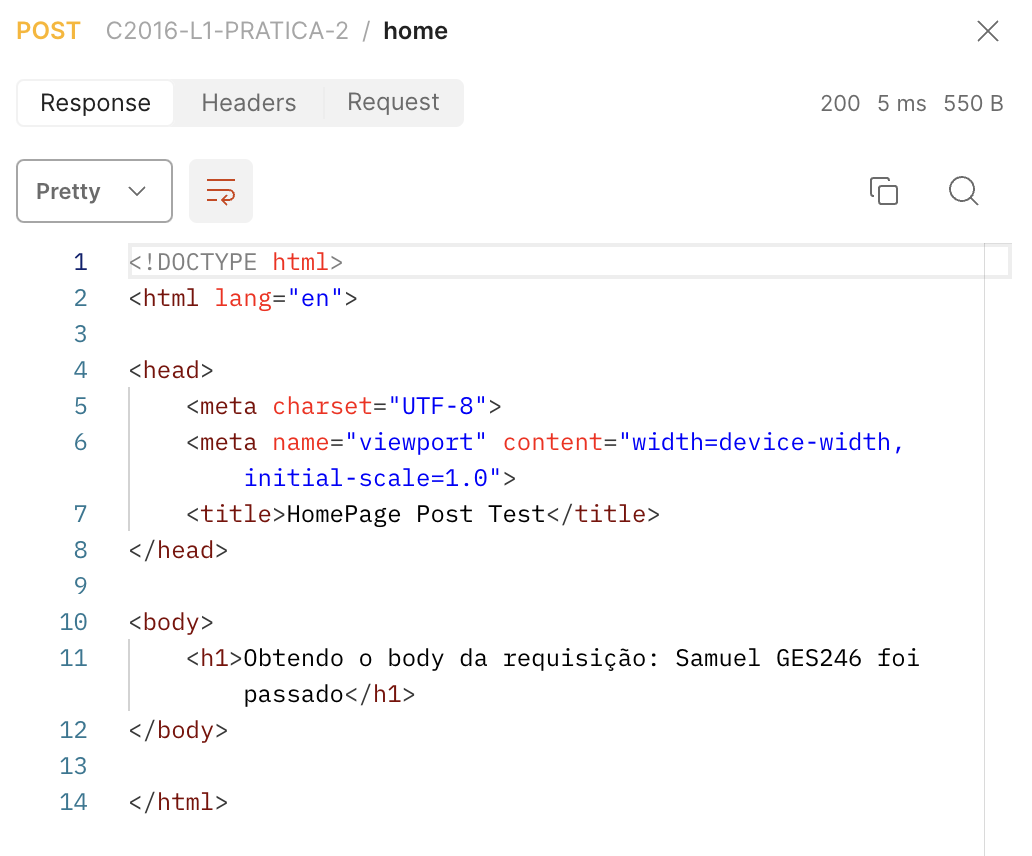 POST C2016-L1-PRATICA-2 / home
Response Headers Request 200 5 ms 550 B
Pretty
1 <!DOCTYPE html>
2 <html lang="en">
3
4 <head>
5 <meta charset="UTF-8">
6 <meta name="viewport" content="width=device-width,
initial-scale=1.0">
7 <title>HomePage Post Test</title>
8 </head>
9
10 <body>
11 <h1>Obtendo o body da requisição: Samuel GES246 foi
passado</h1>
12 </body>
13
14 </html>